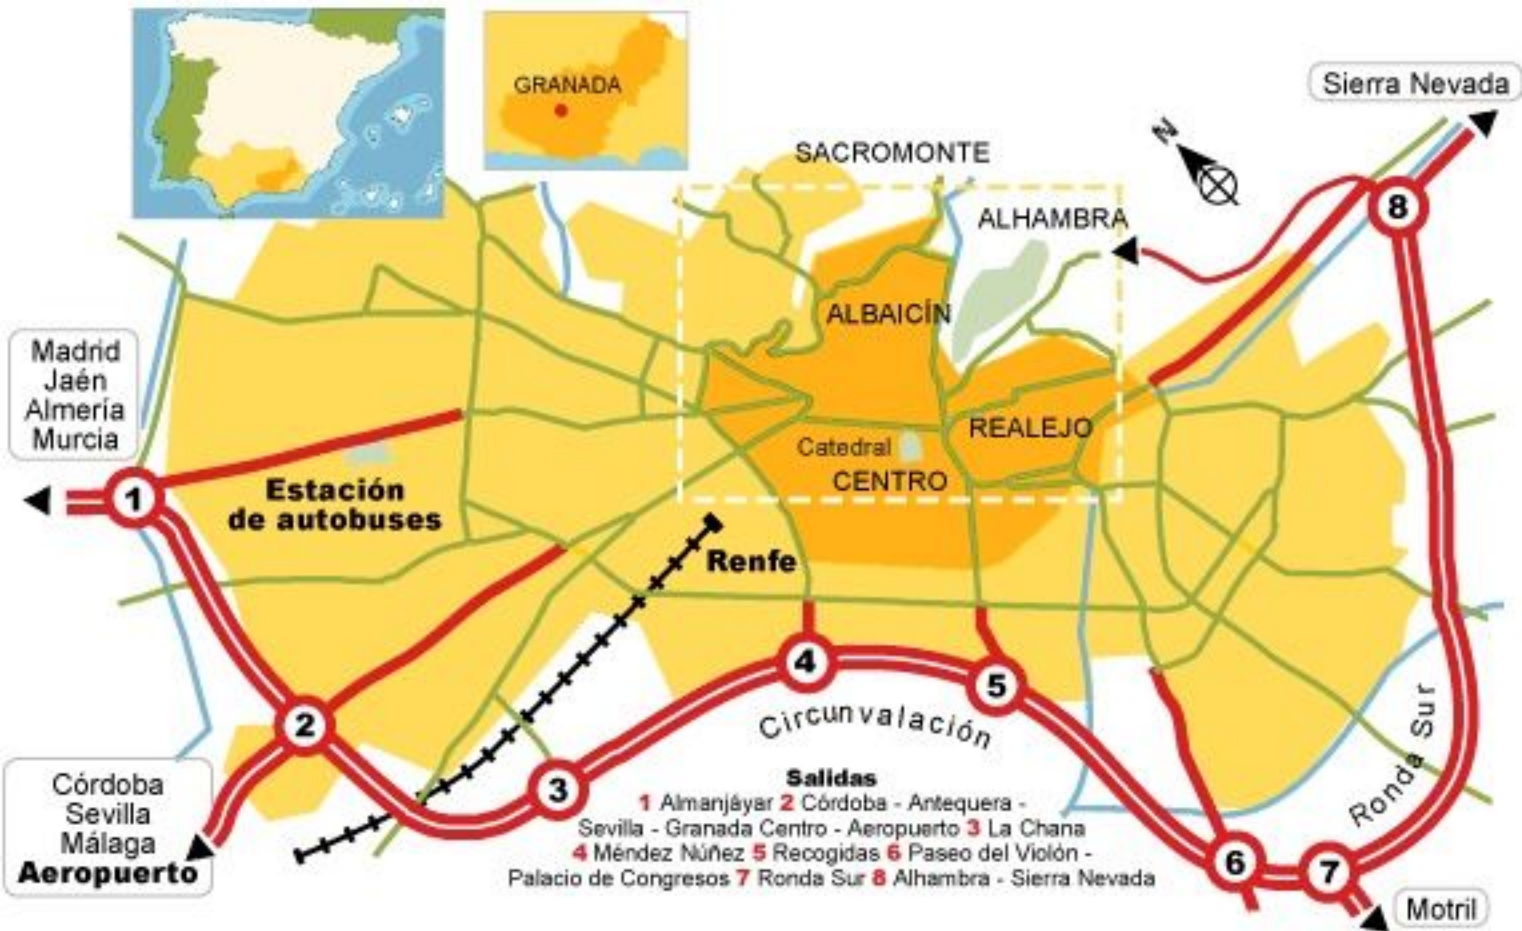 GRANADA
Sierra Nevada
N
SACROMONTE
ALHAMBRA
8
ALBAICÍN
Madrid
Jaén
Almería
Murcia
REALEJO
Catedral
CENTRO
1
Estación
de autobuses
Renfe
4
5
2
Circunvalación
Ronda Sur
3
Córdoba
Sevilla
Málaga
Aeropuerto
Salidas
1 Almanjáyar 2 Córdoba - Antequera -
Sevilla - Granada Centro - Aeropuerto 3 La Chana
4 Méndez Núñez 5 Recogidas 6 Paseo del Violón -
Palacio de Congresos 7 Ronda Sur 8 Alhambra - Sierra Nevada
6
7
Motril